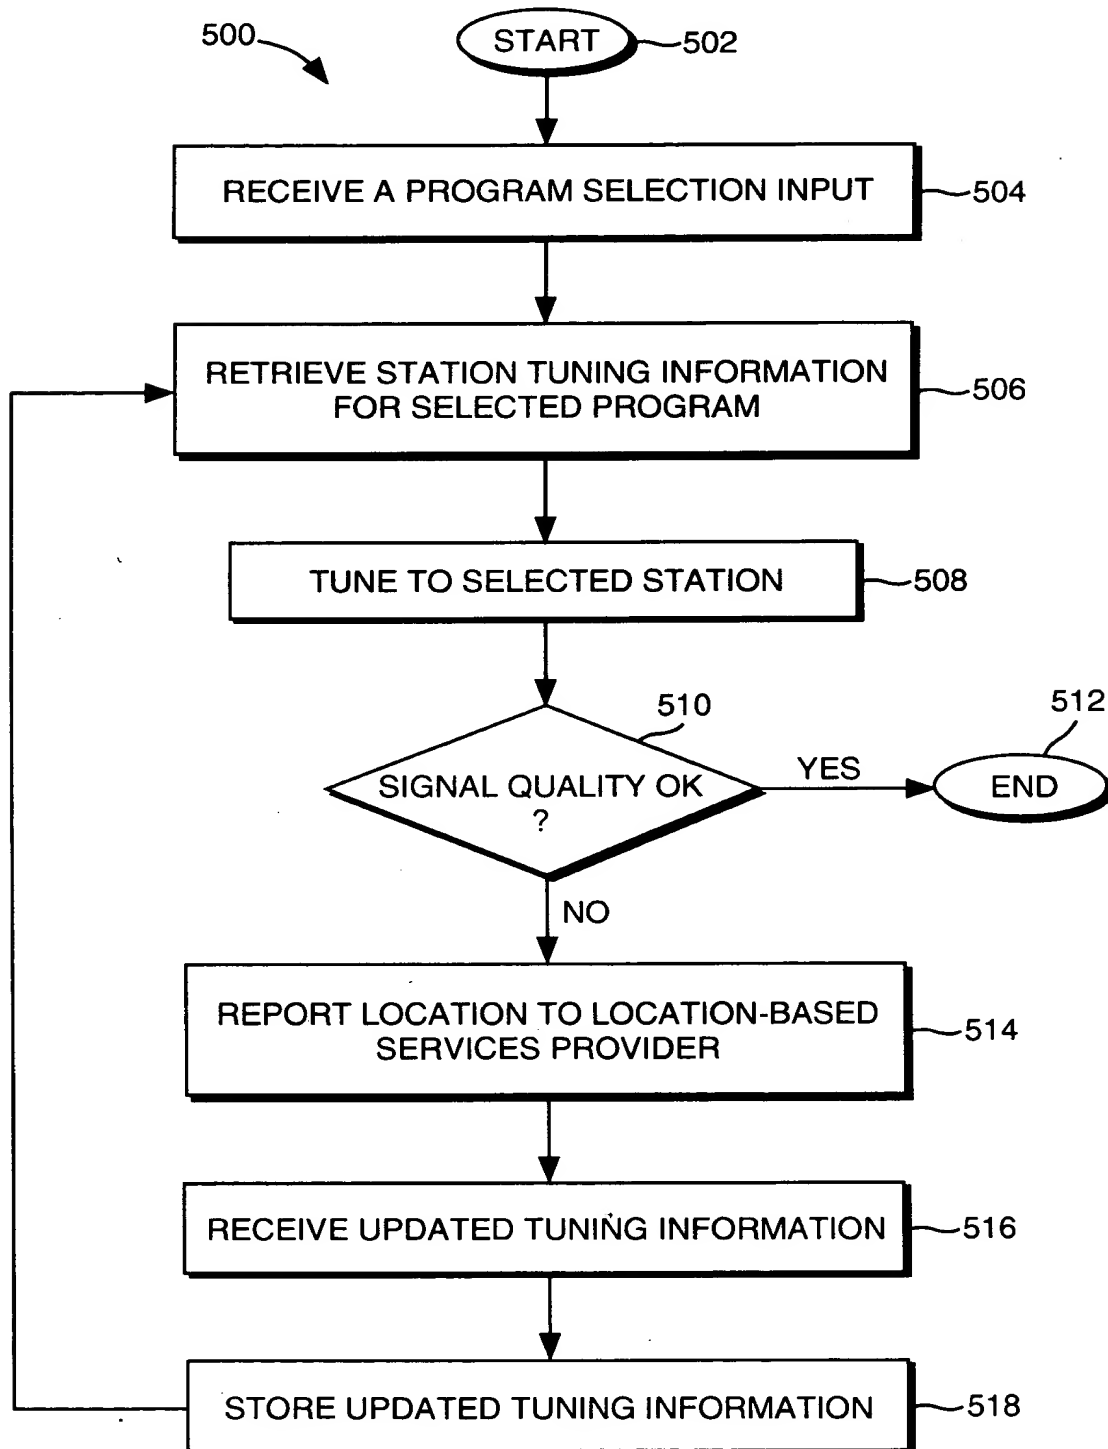 500
START
502
RECEIVE A PROGRAM SELECTION INPUT
504
RETRIEVE STATION TUNING INFORMATION
FOR SELECTED PROGRAM
506
TUNE TO SELECTED STATION
508
510
512
SIGNAL QUALITY OK
?
YES
END
NO
REPORT LOCATION TO LOCATION-BASED
SERVICES PROVIDER
514
RECEIVE UPDATED TUNING INFORMATION
516
STORE UPDATED TUNING INFORMATION
518